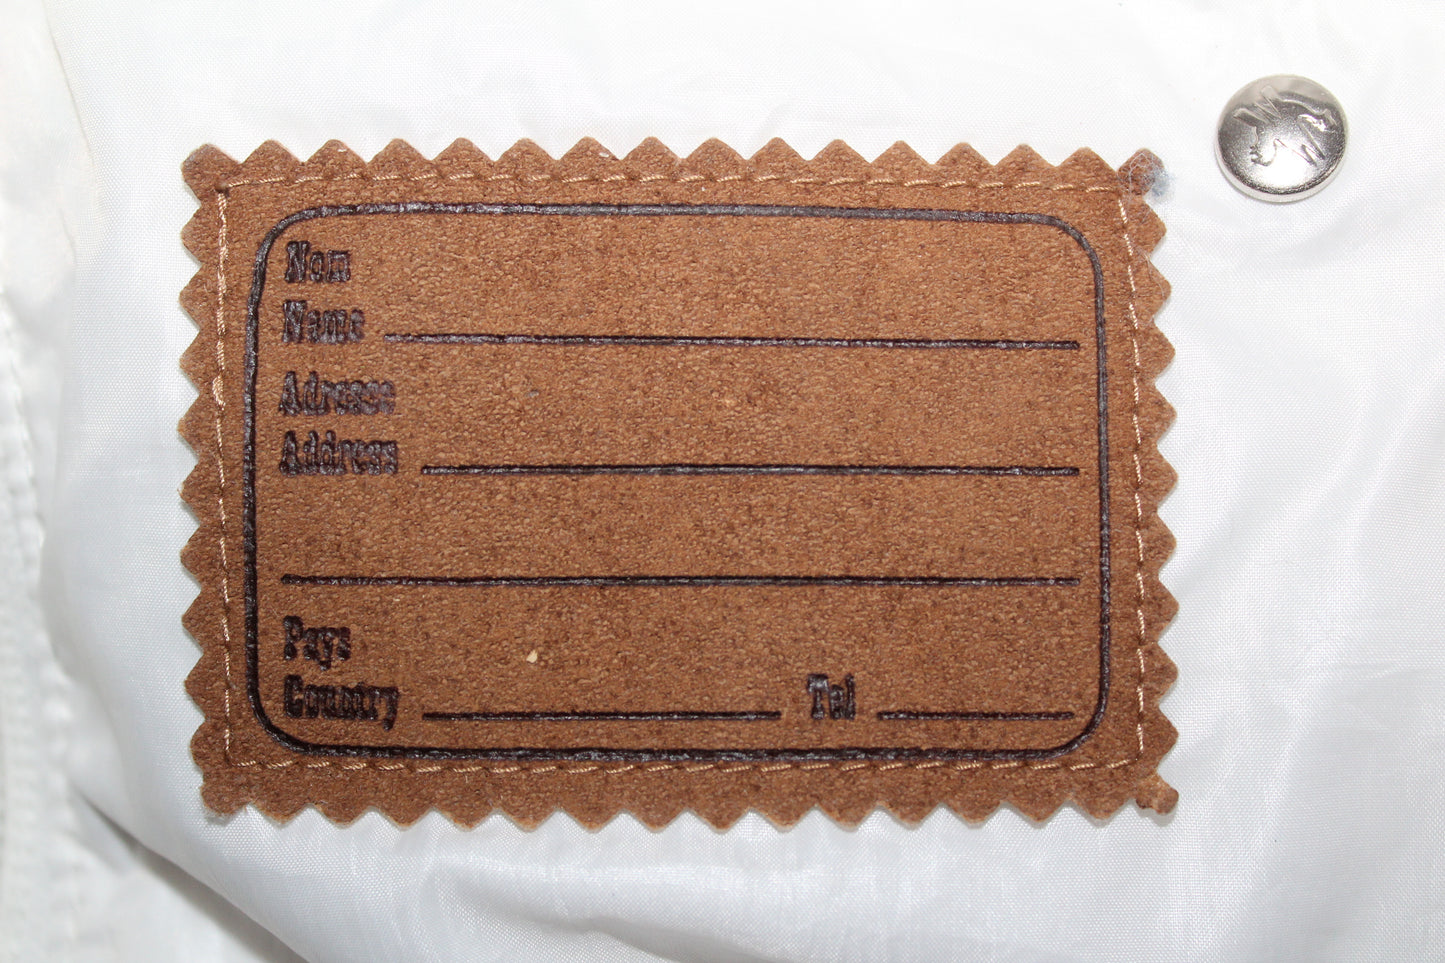 Nom
Name
Adresse
Address
Pays
Country Tel